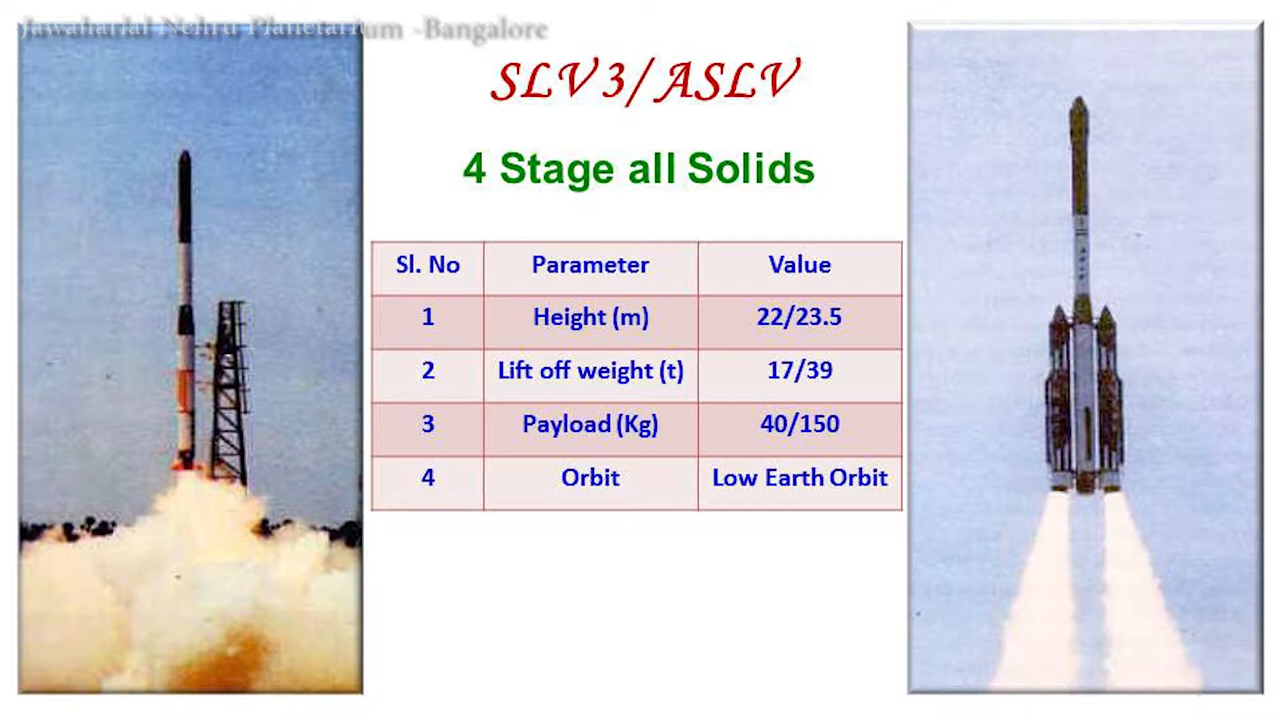 Jawaharlal Nehru Planetarium -Bangalore
SLV3/ASLV
4 Stage all Solids
Sl. No Parameter Value
1 Height (m) 22/23.5
2 Lift off weight (t) 17/39
3 Payload (Kg) 40/150
4 Orbit Low Earth Orbit